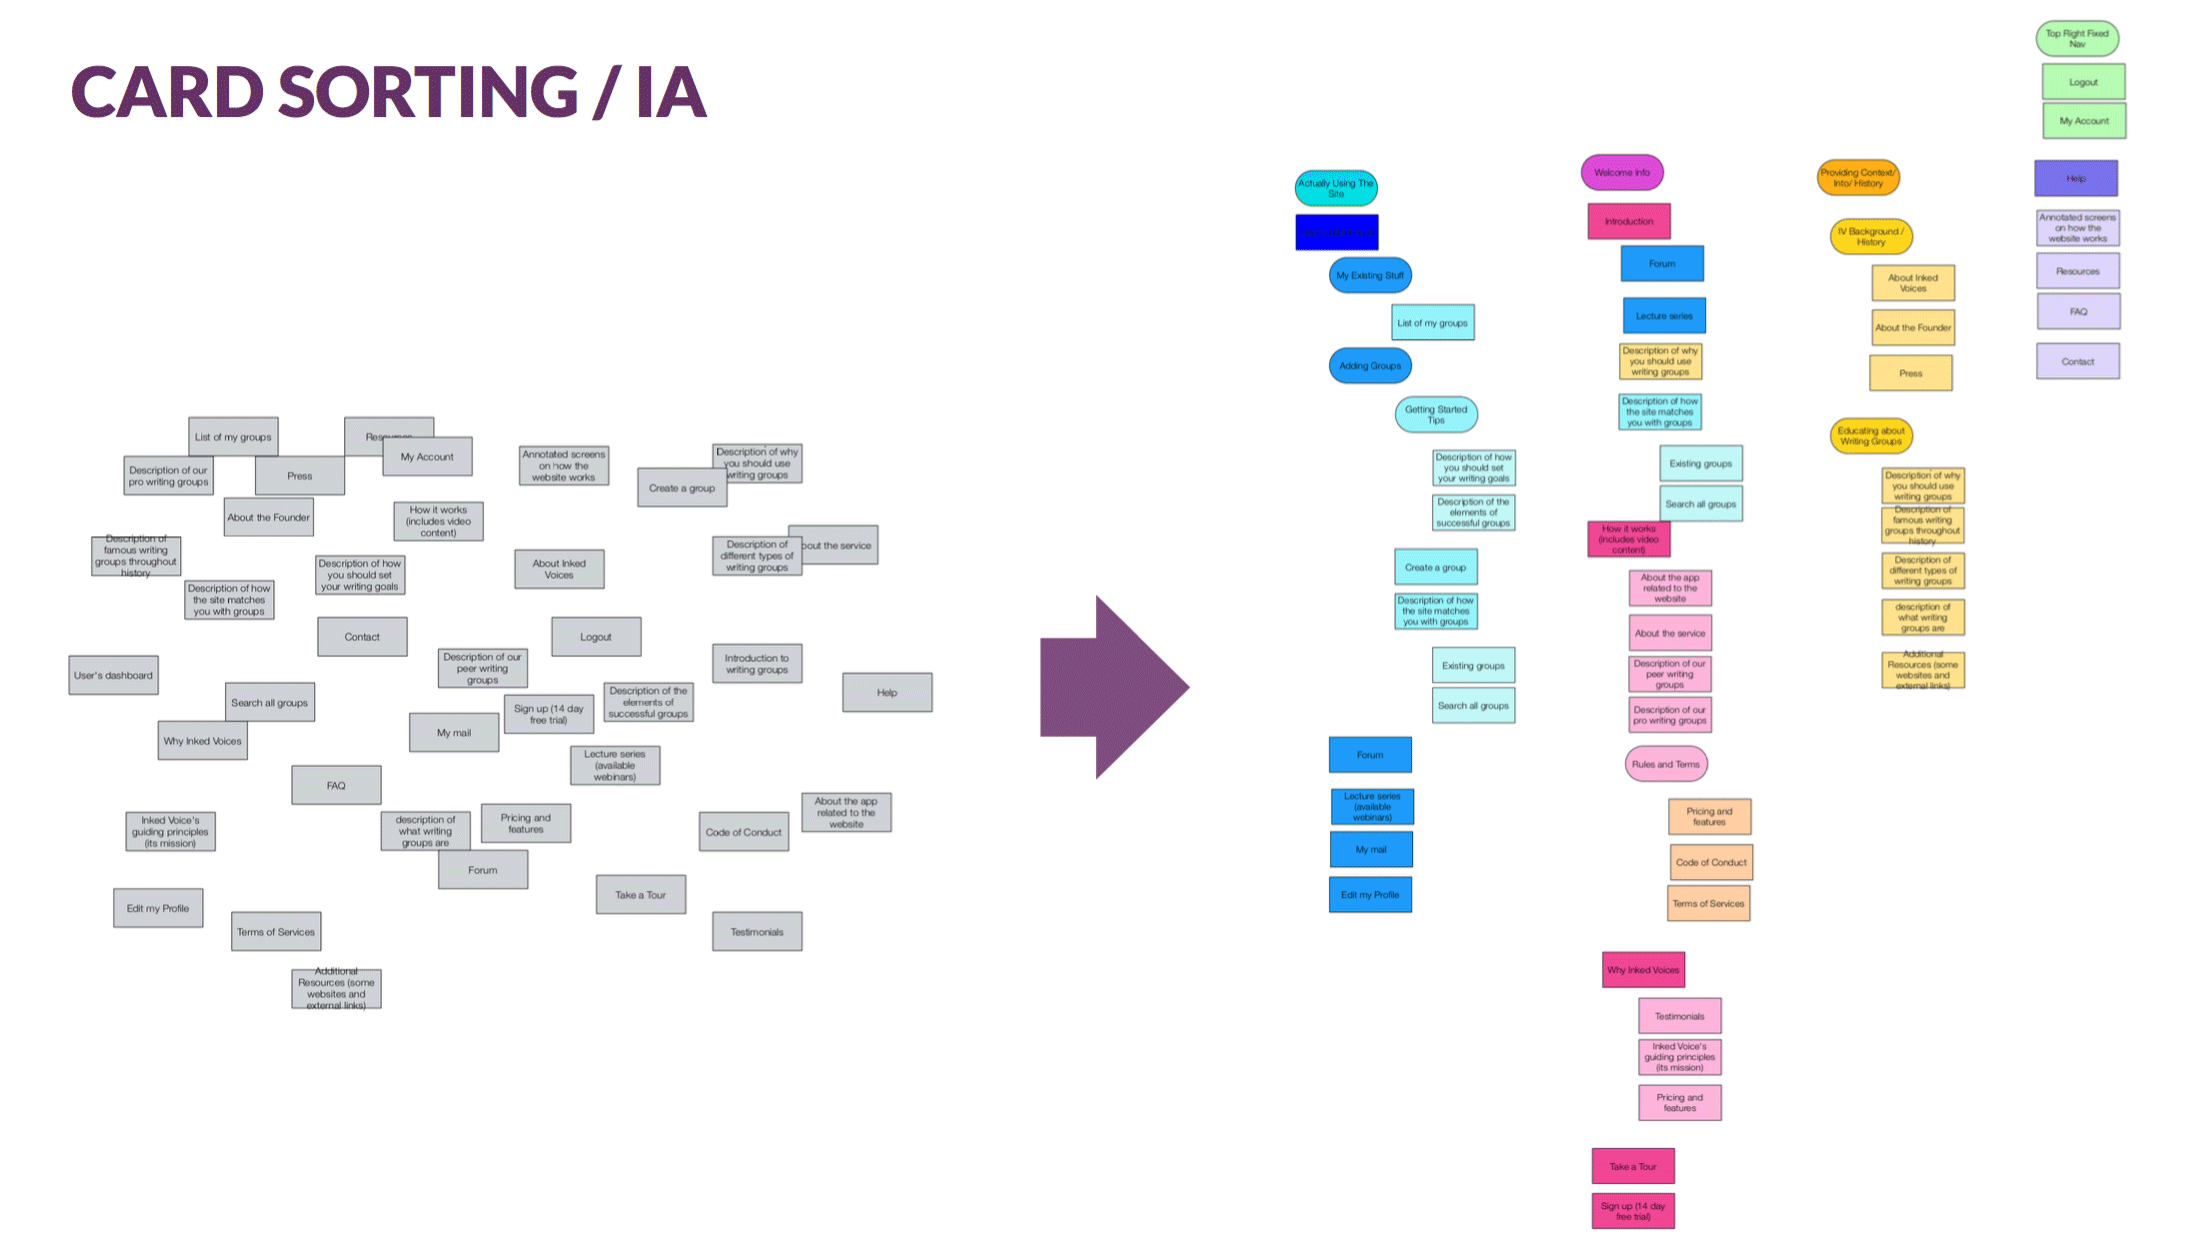 CARD SORTING / IA
List of my groups
My Account
Description of our
pro writing groups
Press
About the Founder
How it works
(includes video
content)
Annotated screens
on how the
website works
Description of why
you should use
writing groups
Create a group
Description of
famous writing
groups throughout
history
Description of how
the site matches
you with groups
Description of how
you should set
your writing goals
About Inked
Voices
Description of
different types of
writing groups
the service
Contact
Logout
User's dashboard
Description of our
peer writing
groups
Introduction to
writing groups
Help
Search all groups
Sign up (14 day
free trial)
Description of the
elements of
successful groups
Why Inked Voices
My mail
Lecture series
(available
webinars)
FAQ
Inked Voice's
guiding principles
(its mission)
description of
what writing
groups are
Pricing and
features
Code of Conduct
About the app
related to the
website
Forum
Edit my Profile
Take a Tour
Terms of Services
Testimonials
Additional
Resources (some
websites and
external links)
Actually Using The
Site
My Existing Stuff
List of my groups
Adding Groups
Getting Started
Tips
Description of how
you should set
your writing goals
Description of the
elements of
successful groups
Create a group
Description of how
the site matches
you with groups
Existing groups
Search all groups
Forum
Lecture series
(available
webinars)
My mail
Edit my Profile
Welcome Info
Introduction
Forum
Lecture series
Description of why
you should use
writing groups
Description of how
the site matches
you with groups
Existing groups
Search all groups
How it works
(includes video
content)
About the app
related to the
website
About the service
Description of our
peer writing
groups
Description of our
pro writing groups
Rules and Terms
Pricing and
features
Code of Conduct
Terms of Services
Why Inked Voices
Testimonials
Inked Voice's
guiding principles
(its mission)
Pricing and
features
Take a Tour
Sign up (14 day
free trial)
Providing Context/
Into/ History
IV Background /
History
About Inked
Voices
About the Founder
Press
Educating about
Writing Groups
Description of why
you should use
writing groups
Description of
famous writing
groups throughout
history
Description of
different types of
writing groups
description of
what writing
groups are
Additional
Resources (some
websites and
external links)
Top Right Fixed
Nav
Logout
My Account
Help
Annotated screens
on how the
website works
Resources
FAQ
Contact